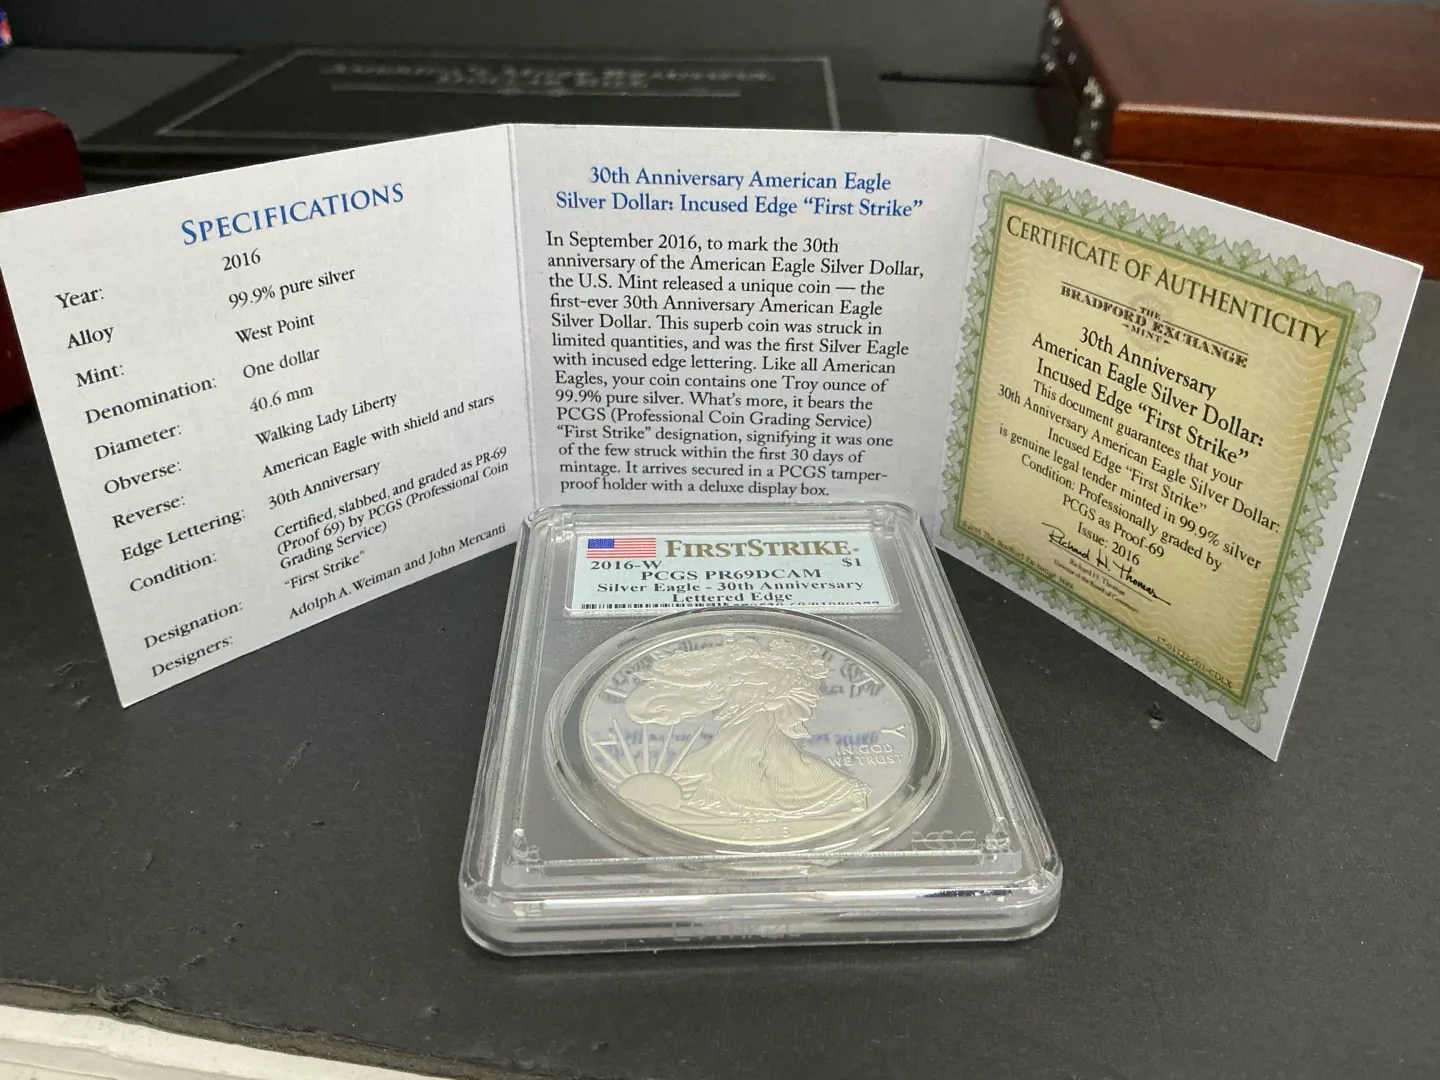 SPECIFICATIONS
Year: 2016
Alloy 99.9% pure silver
Mint: West Point
Denomination: One dollar
Diameter: 40.6 mm
Obverse: Walking Lady Liberty
Reverse: American Eagle with shield and stars
Edge Lettering: 30th Anniversary
Condition: Certified, slabbed, and graded as PR-69
(Proof 69) by PCGS (Professional Coin
Grading Service)
Designation: "First Strike"
Designers: Adolph A. Weiman and John Mercanti
30th Anniversary American Eagle
Silver Dollar: Incused Edge “First Strike”
In September 2016, to mark the 30th
anniversary of the American Eagle Silver Dollar,
the U.S. Mint released a unique coin — the
first-ever 30th Anniversary American Eagle
Silver Dollar. This superb coin was struck in
limited quantities, and was the first Silver Eagle
with incused edge lettering. Like all American
Eagles, your coin contains one Troy ounce of
99.9% pure silver. What's more, it bears the
PCGS (Professional Coin Grading Service)
“First Strike” designation, signifying it was one
of the few struck within the first 30 days of
mintage. It arrives secured in a PCGS tamper-
proof holder with a deluxe display box.
CERTIFICATE OF AUTHENTICITY
THE
BRADFORD EXCHANGE
MINT
30th Anniversary
American Eagle Silver Dollar:
Incused Edge “First Strike”
This document guarantees that your
30th Anniversary American Eagle Silver Dollar:
Incused Edge “First Strike”
is genuine legal tender minted in 99.9% silver
Condition: Professionally graded by
PCGS as Proof-69
Issue: 2016
Richard H. Thomas
Richard H. Thomas
FIRSTSTRIKE
2016-W $1
PCGS PR69DCAM
Silver Eagle - 30th Anniversary
Lettered Edge
Y
IN GOD
WE TRUST
2016